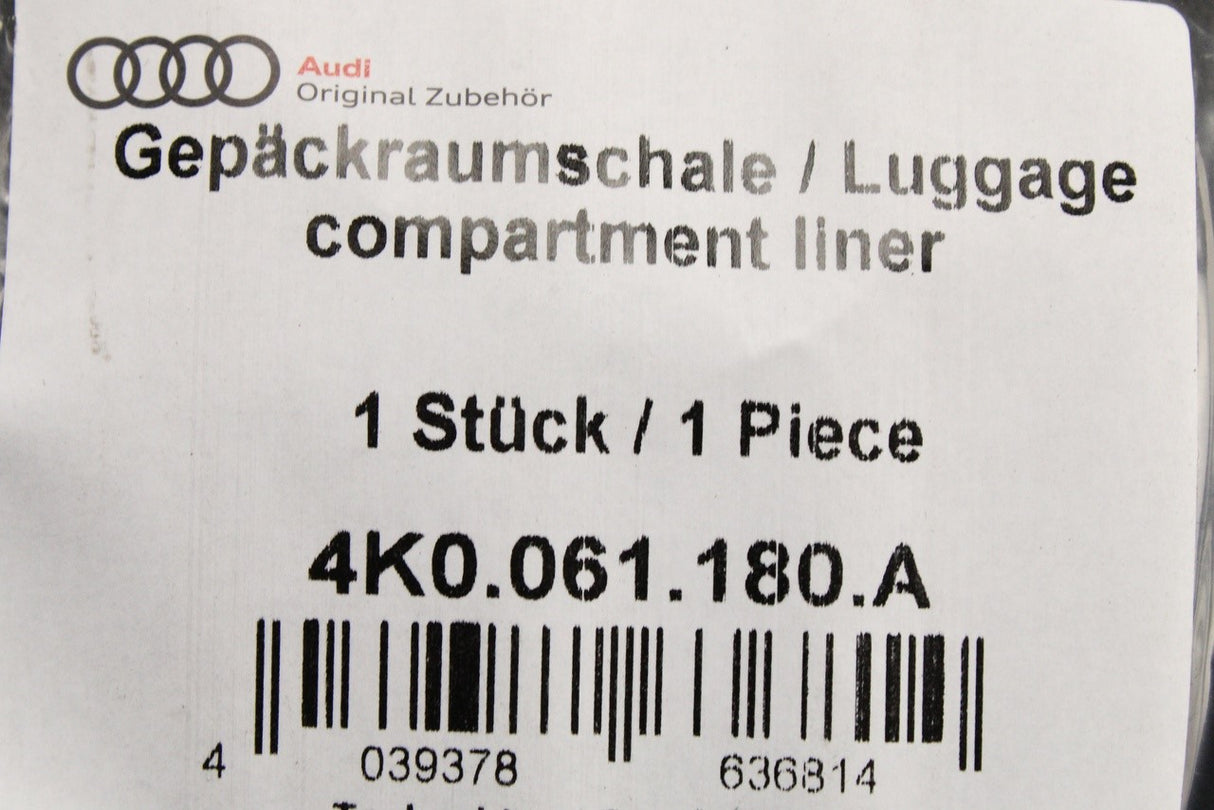 Audi
Original Zubehör
Gepäckraumschale / Luggage
compartment liner
1 Stück / 1 Piece
4K0.061.180.A
4 039378 636814